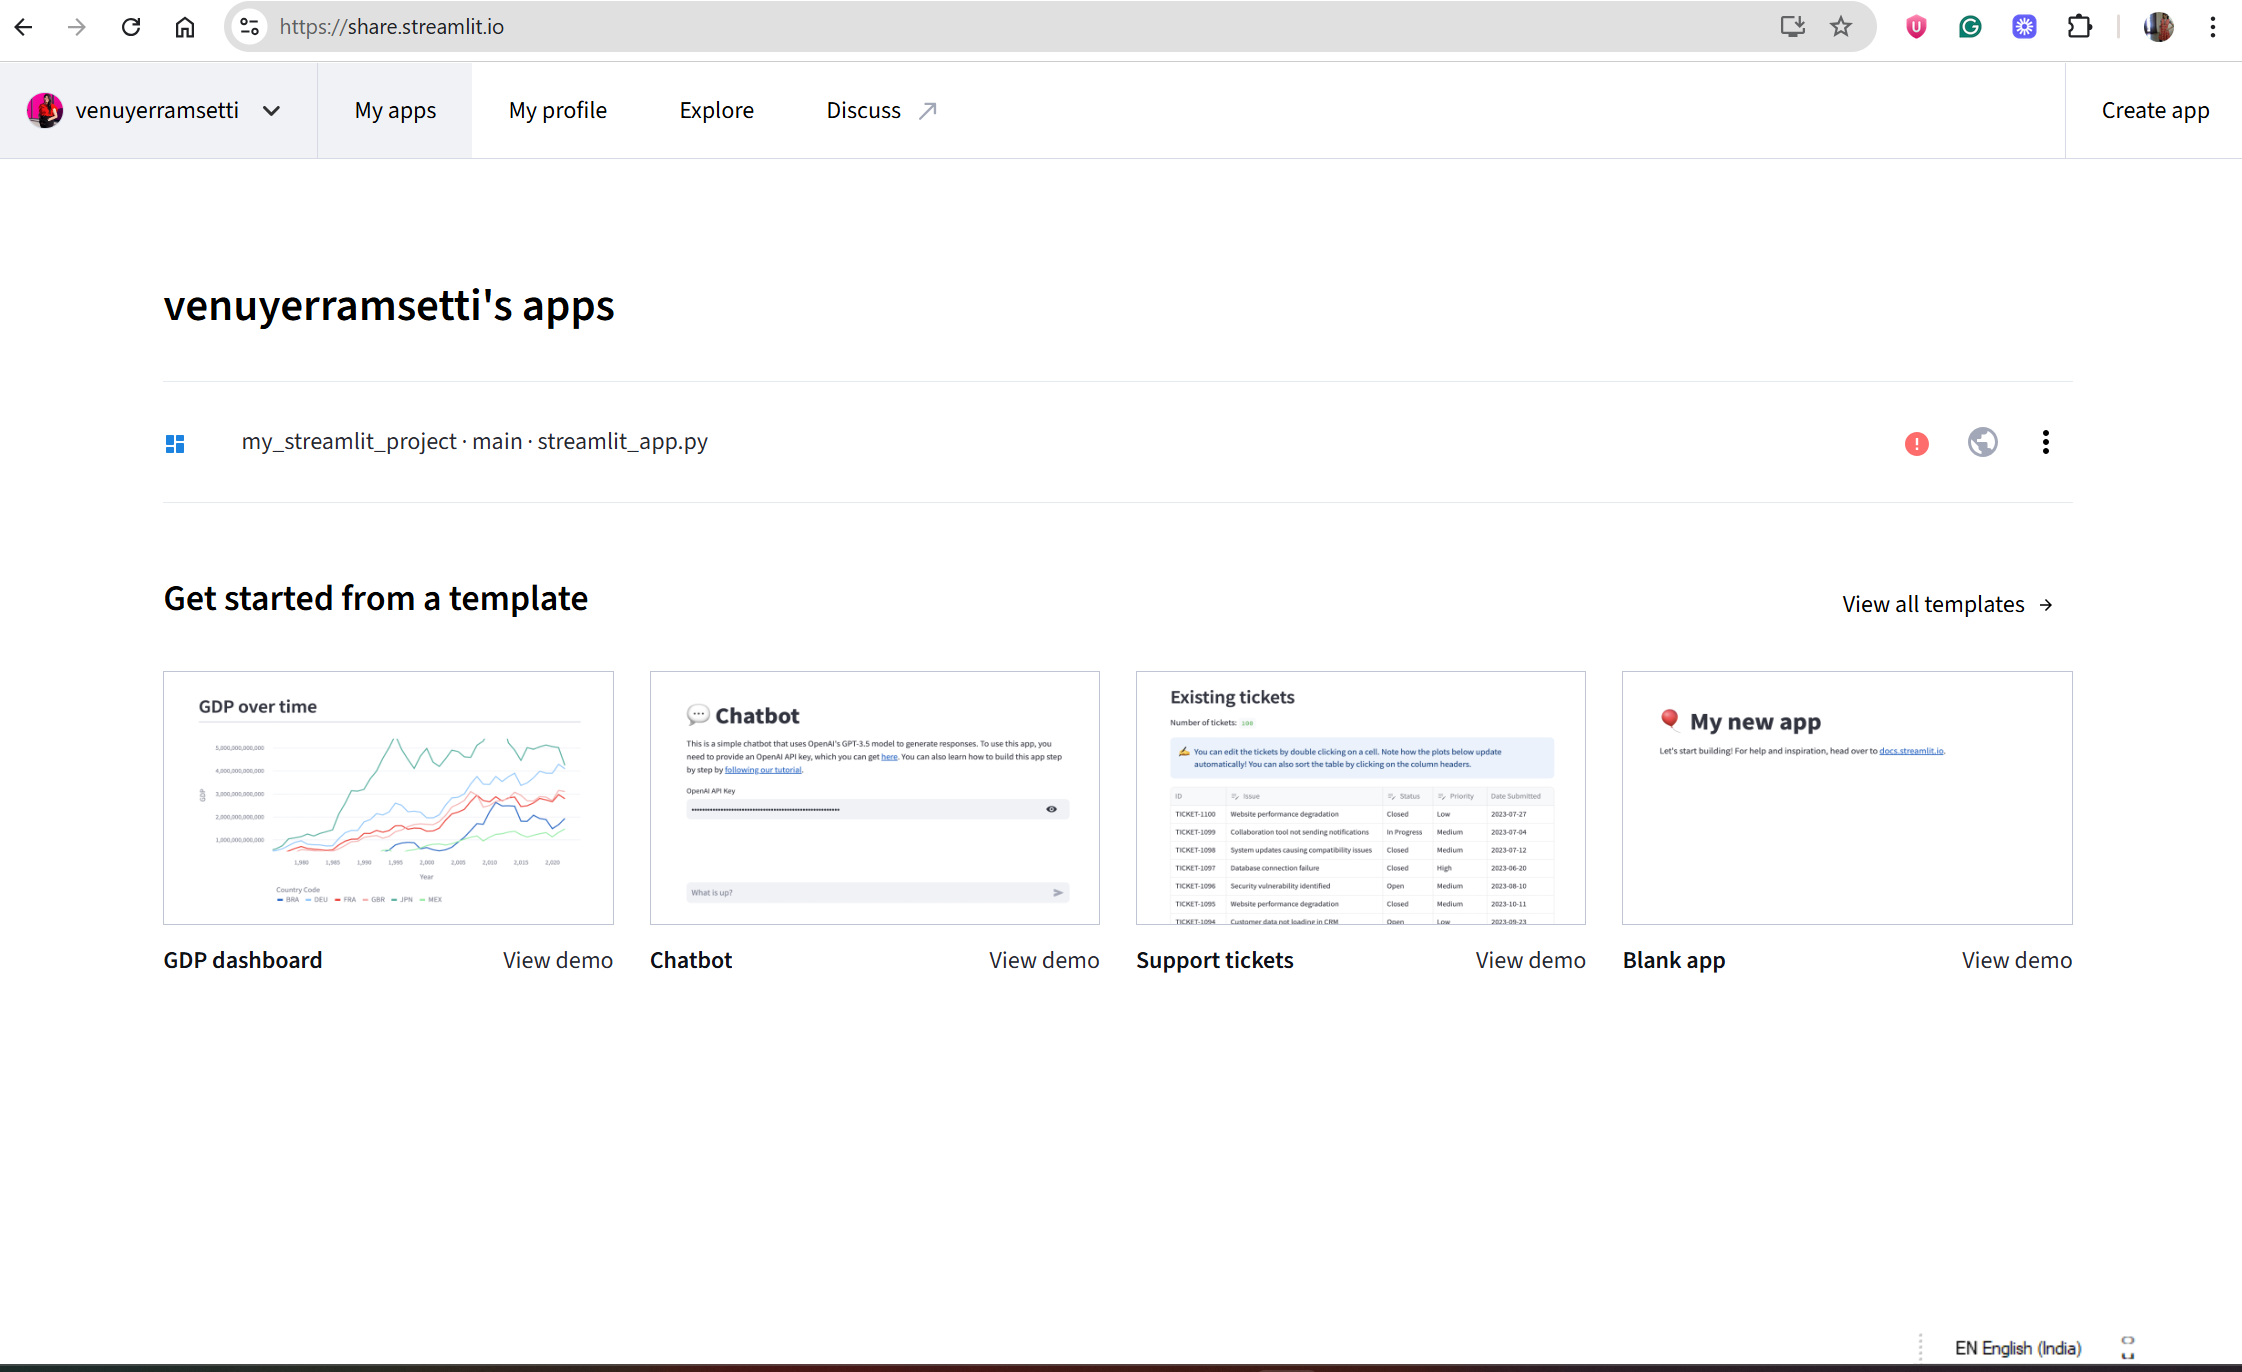 https://share.streamlit.io
venuyerramsetti
My apps
My profile
Explore
Discuss
Create app
venuyerramsetti's apps
my_streamlit_project · main · streamlit_app.py
Get started from a template
View all templates →
GDP over time
5,000,000,000,000
4,000,000,000,000
3,000,000,000,000
2,000,000,000,000
1,000,000,000,000
GDP
1,980 1,985 1,990 1,995 2,000 2,005 2,010 2,015 2,020
Year
Country Code
BRA DEU FRA GBR JPN MEX
GDP dashboard
View demo
💬 Chatbot
This is a simple chatbot that uses OpenAI's GPT-3.5 model to generate responses. To use this app, you
need to provide an OpenAI API key, which you can get here. You can also learn how to build this app step
by step by following our tutorial.
OpenAI API Key
What is up?
Chatbot
View demo
Existing tickets
Number of tickets: 100
✍️ You can edit the tickets by double clicking on a cell. Note how the plots below update
automatically! You can also sort the table by clicking on the column headers.
ID Issue Status Priority Date Submitted
TICKET-1100 Website performance degradation Closed Low 2023-07-27
TICKET-1099 Collaboration tool not sending notifications In Progress Medium 2023-07-04
TICKET-1098 System updates causing compatibility issues Closed Medium 2023-07-12
TICKET-1097 Database connection failure Closed High 2023-06-20
TICKET-1096 Security vulnerability identified Open Medium 2023-08-10
TICKET-1095 Website performance degradation Closed Medium 2023-10-11
TICKET-1094 Customer data not loading in CRM Open Low 2023-09-23
Support tickets
View demo
🎈 My new app
Let's start building! For help and inspiration, head over to docs.streamlit.io.
Blank app
View demo
EN English (India)